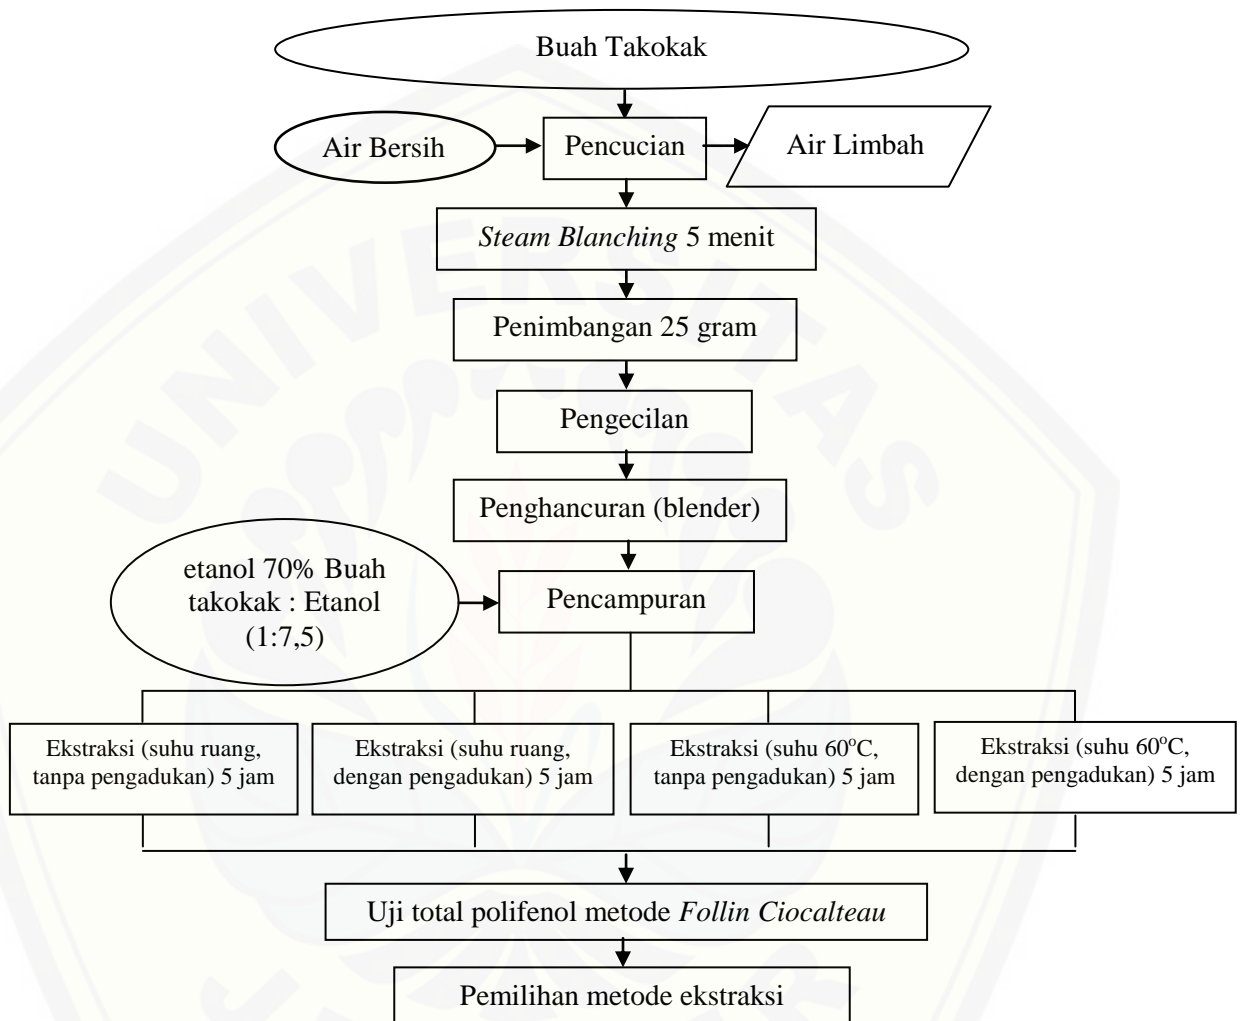 Buah Takokak
Air Bersih
Pencucian
Air Limbah
Steam Blanching 5 menit
Penimbangan 25 gram
Pengecilan
Penghancuran (blender)
etanol 70% Buah
takokak : Etanol
(1:7,5)
Pencampuran
Ekstraksi (suhu ruang,
tanpa pengadukan) 5 jam
Ekstraksi (suhu ruang,
dengan pengadukan) 5 jam
Ekstraksi (suhu 60°C,
tanpa pengadukan) 5 jam
Ekstraksi (suhu 60°C,
dengan pengadukan) 5 jam
Uji total polifenol metode Follin Ciocalteau
Pemilihan metode ekstraksi
UNIVERSITAS